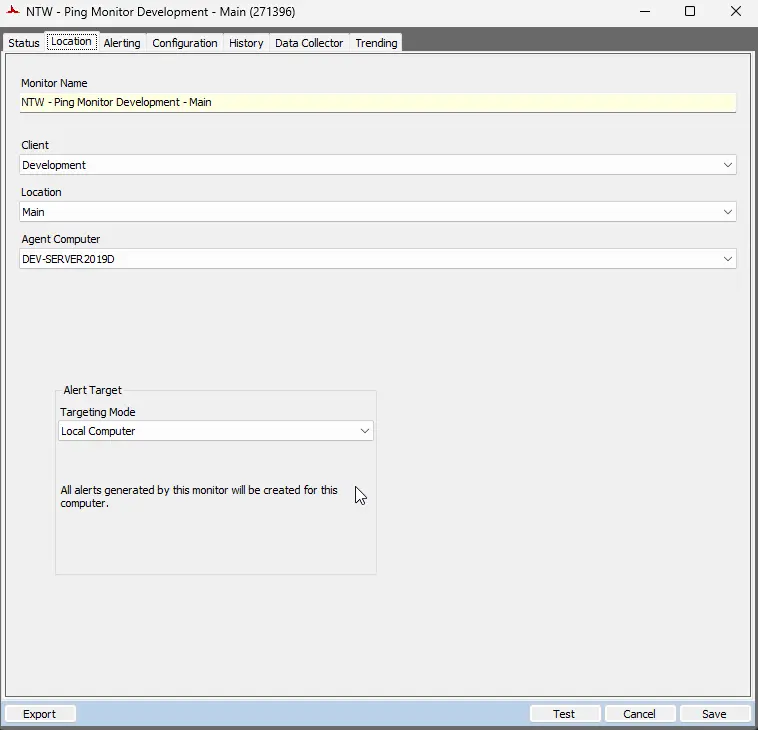 NTW - Ping Monitor Development - Main (271396)
Status Location Alerting Configuration History Data Collector Trending
Monitor Name
NTW - Ping Monitor Development - Main
Client
Development
Location
Main
Agent Computer
DEV-SERVER2019D
Alert Target
Targeting Mode
Local Computer
All alerts generated by this monitor will be created for this
computer.
Export Test Cancel Save